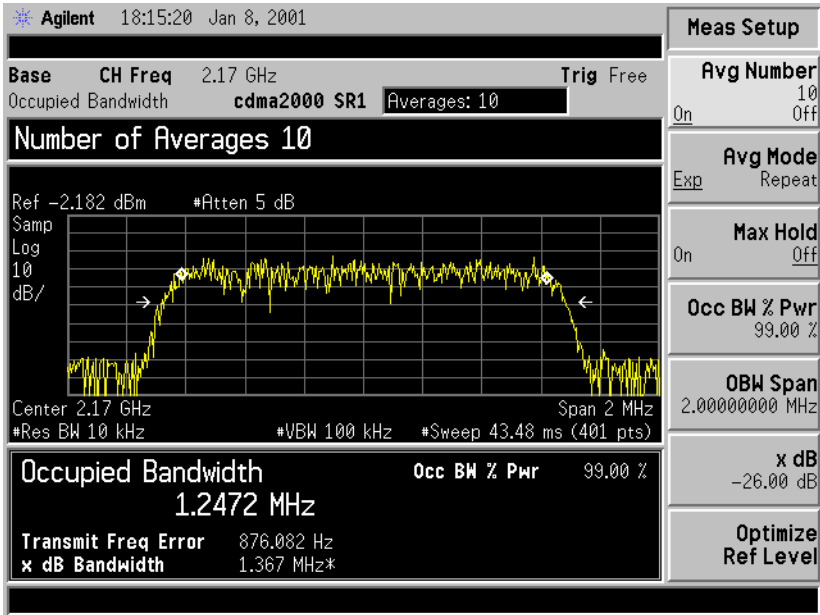 Agilent 18:15:20 Jan 8, 2001
Meas Setup
Base CH Freq 2.17 GHz Trig Free
Occupied Bandwidth cdma2000 SR1 Averages: 10
Number of Averages 10
Avg Number
10
On Off
Avg Mode
Exp Repeat
Max Hold
On Off
Occ BW % Pwr
99.00 %
OBW Span
2.00000000 MHz
x dB
-26.00 dB
Optimize
Ref Level
Ref -2.182 dBm #Atten 5 dB
Samp
Log
10
dB/
Center 2.17 GHz Span 2 MHz
#Res BW 10 kHz #VBW 100 kHz #Sweep 43.48 ms (401 pts)
Occupied Bandwidth Occ BW % Pwr 99.00 %
1.2472 MHz
Transmit Freq Error 876.082 Hz
x dB Bandwidth 1.367 MHz*